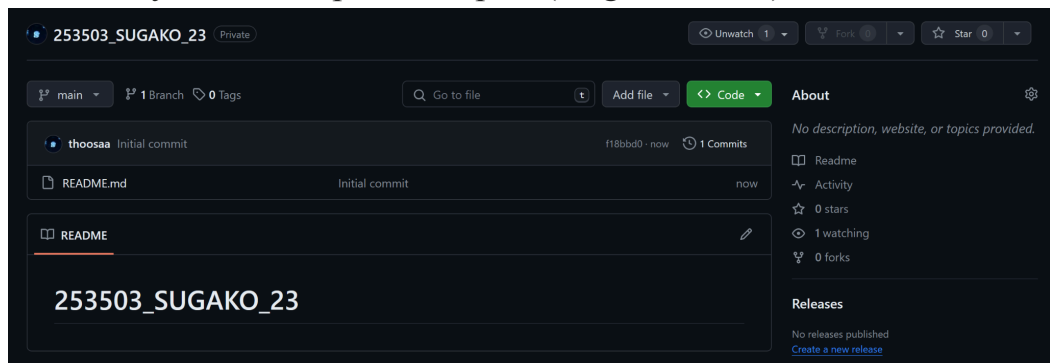 253503_SUGAKO_23 Private
Unwatch 1 Fork 0 Star 0
main 1 Branch 0 Tags Go to file t Add file Code
About
No description, website, or topics provided.
thoosaa Initial commit f18bbd0 · now 1 Commits
README.md Initial commit now
Readme
Activity
0 stars
1 watching
0 forks
README
253503_SUGAKO_23
Releases
No releases published
Create a new release